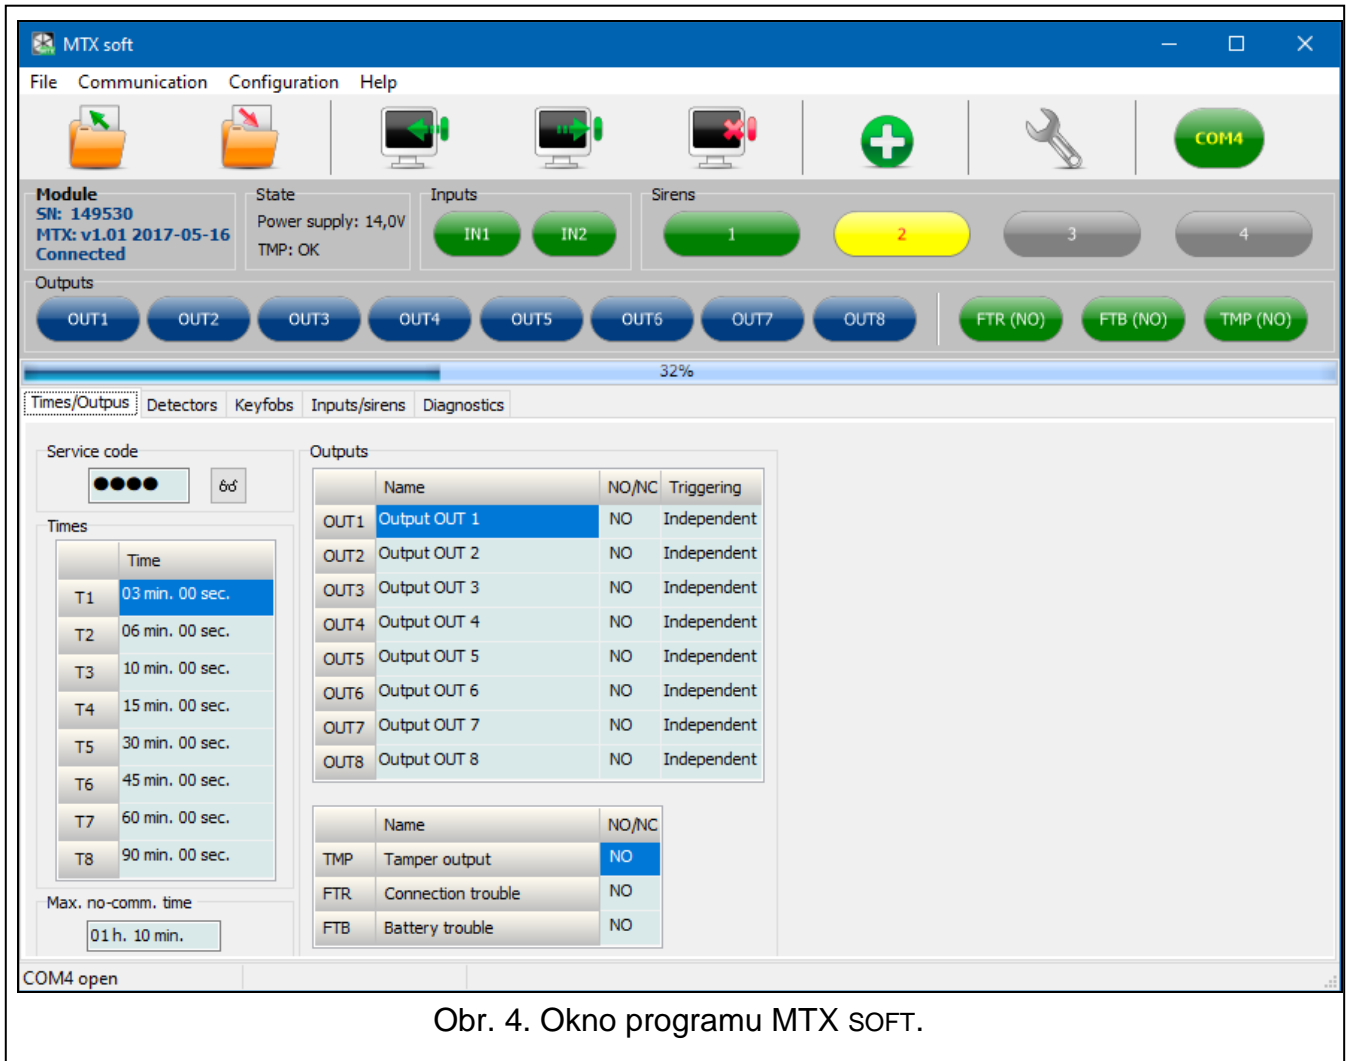 MTX soft
File Communication Configuration Help
COM4
Module
SN: 149530
MTX: v1.01 2017-05-16
Connected
State
Power supply: 14,0V
TMP: OK
Inputs
IN1 IN2
Sirens
1 2 3 4
Outputs
OUT1 OUT2 OUT3 OUT4 OUT5 OUT6 OUT7 OUT8 FTR (NO) FTB (NO) TMP (NO)
32%
Times/Outpus Detectors Keyfobs Inputs/sirens Diagnostics
Service code
●●●●
Times
Time
T1 03 min. 00 sec.
T2 06 min. 00 sec.
T3 10 min. 00 sec.
T4 15 min. 00 sec.
T5 30 min. 00 sec.
T6 45 min. 00 sec.
T7 60 min. 00 sec.
T8 90 min. 00 sec.
Max. no-comm. time
01 h. 10 min.
Outputs
Name NO/NC Triggering
OUT1 Output OUT 1 NO Independent
OUT2 Output OUT 2 NO Independent
OUT3 Output OUT 3 NO Independent
OUT4 Output OUT 4 NO Independent
OUT5 Output OUT 5 NO Independent
OUT6 Output OUT 6 NO Independent
OUT7 Output OUT 7 NO Independent
OUT8 Output OUT 8 NO Independent
Name NO/NC
TMP Tamper output NO
FTR Connection trouble NO
FTB Battery trouble NO
COM4 open
Obr. 4. Okno programu MTX SOFT.